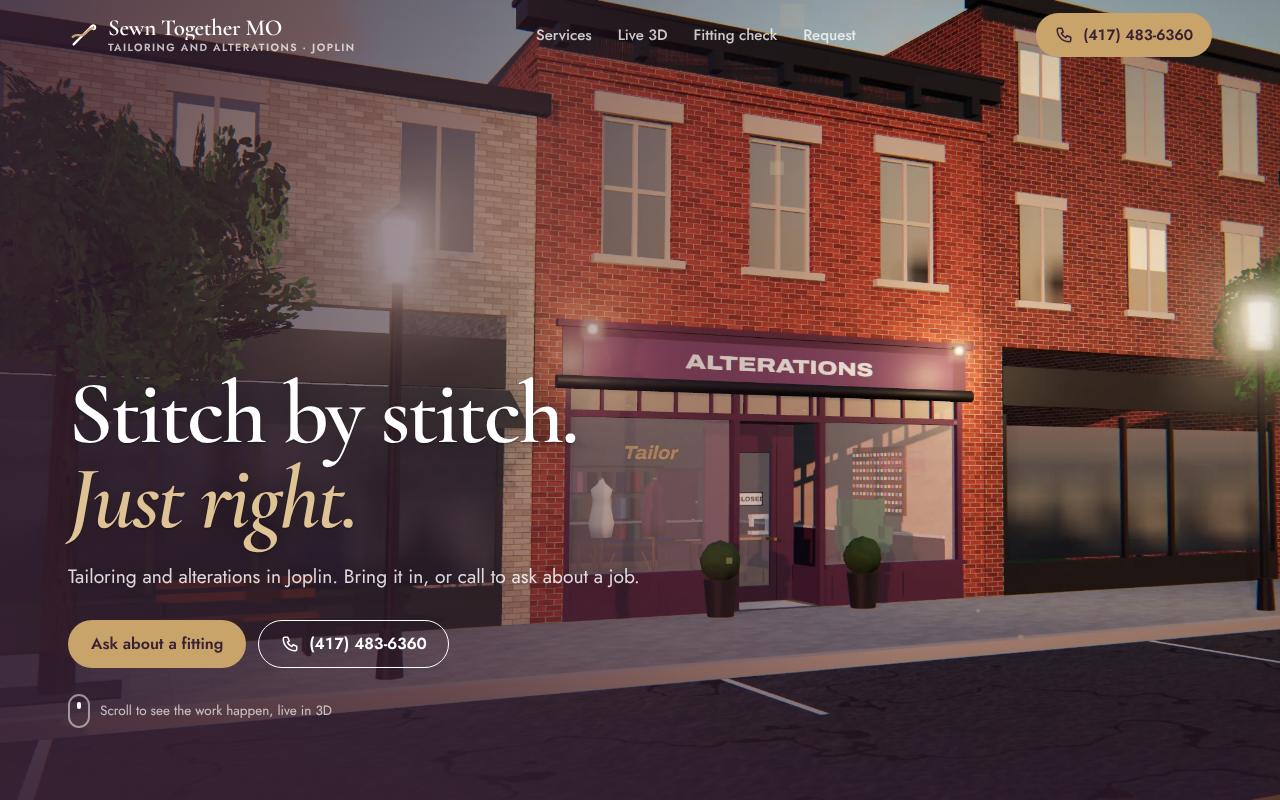 Sewn Together MO
TAILORING AND ALTERATIONS · JOPLIN
Services
Live 3D
Fitting check
Request
(417) 483-6360
ALTERATIONS
Tailor
CLOSED
Stitch by stitch.
Just right.
Tailoring and alterations in Joplin. Bring it in, or call to ask about a job.
Ask about a fitting
(417) 483-6360
Scroll to see the work happen, live in 3D